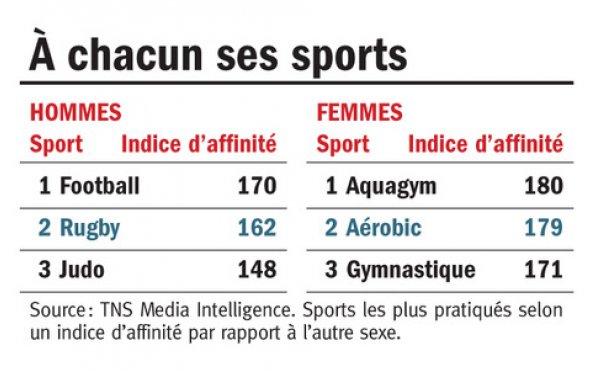 À chacun ses sports
HOMMES
Sport Indice d’affinité
1 Football 170
2 Rugby 162
3 Judo 148
FEMMES
Sport Indice d’affinité
1 Aquagym 180
2 Aérobic 179
3 Gymnastique 171
Source : TNS Media Intelligence. Sports les plus pratiqués selon
un indice d’affinité par rapport à l’autre sexe.